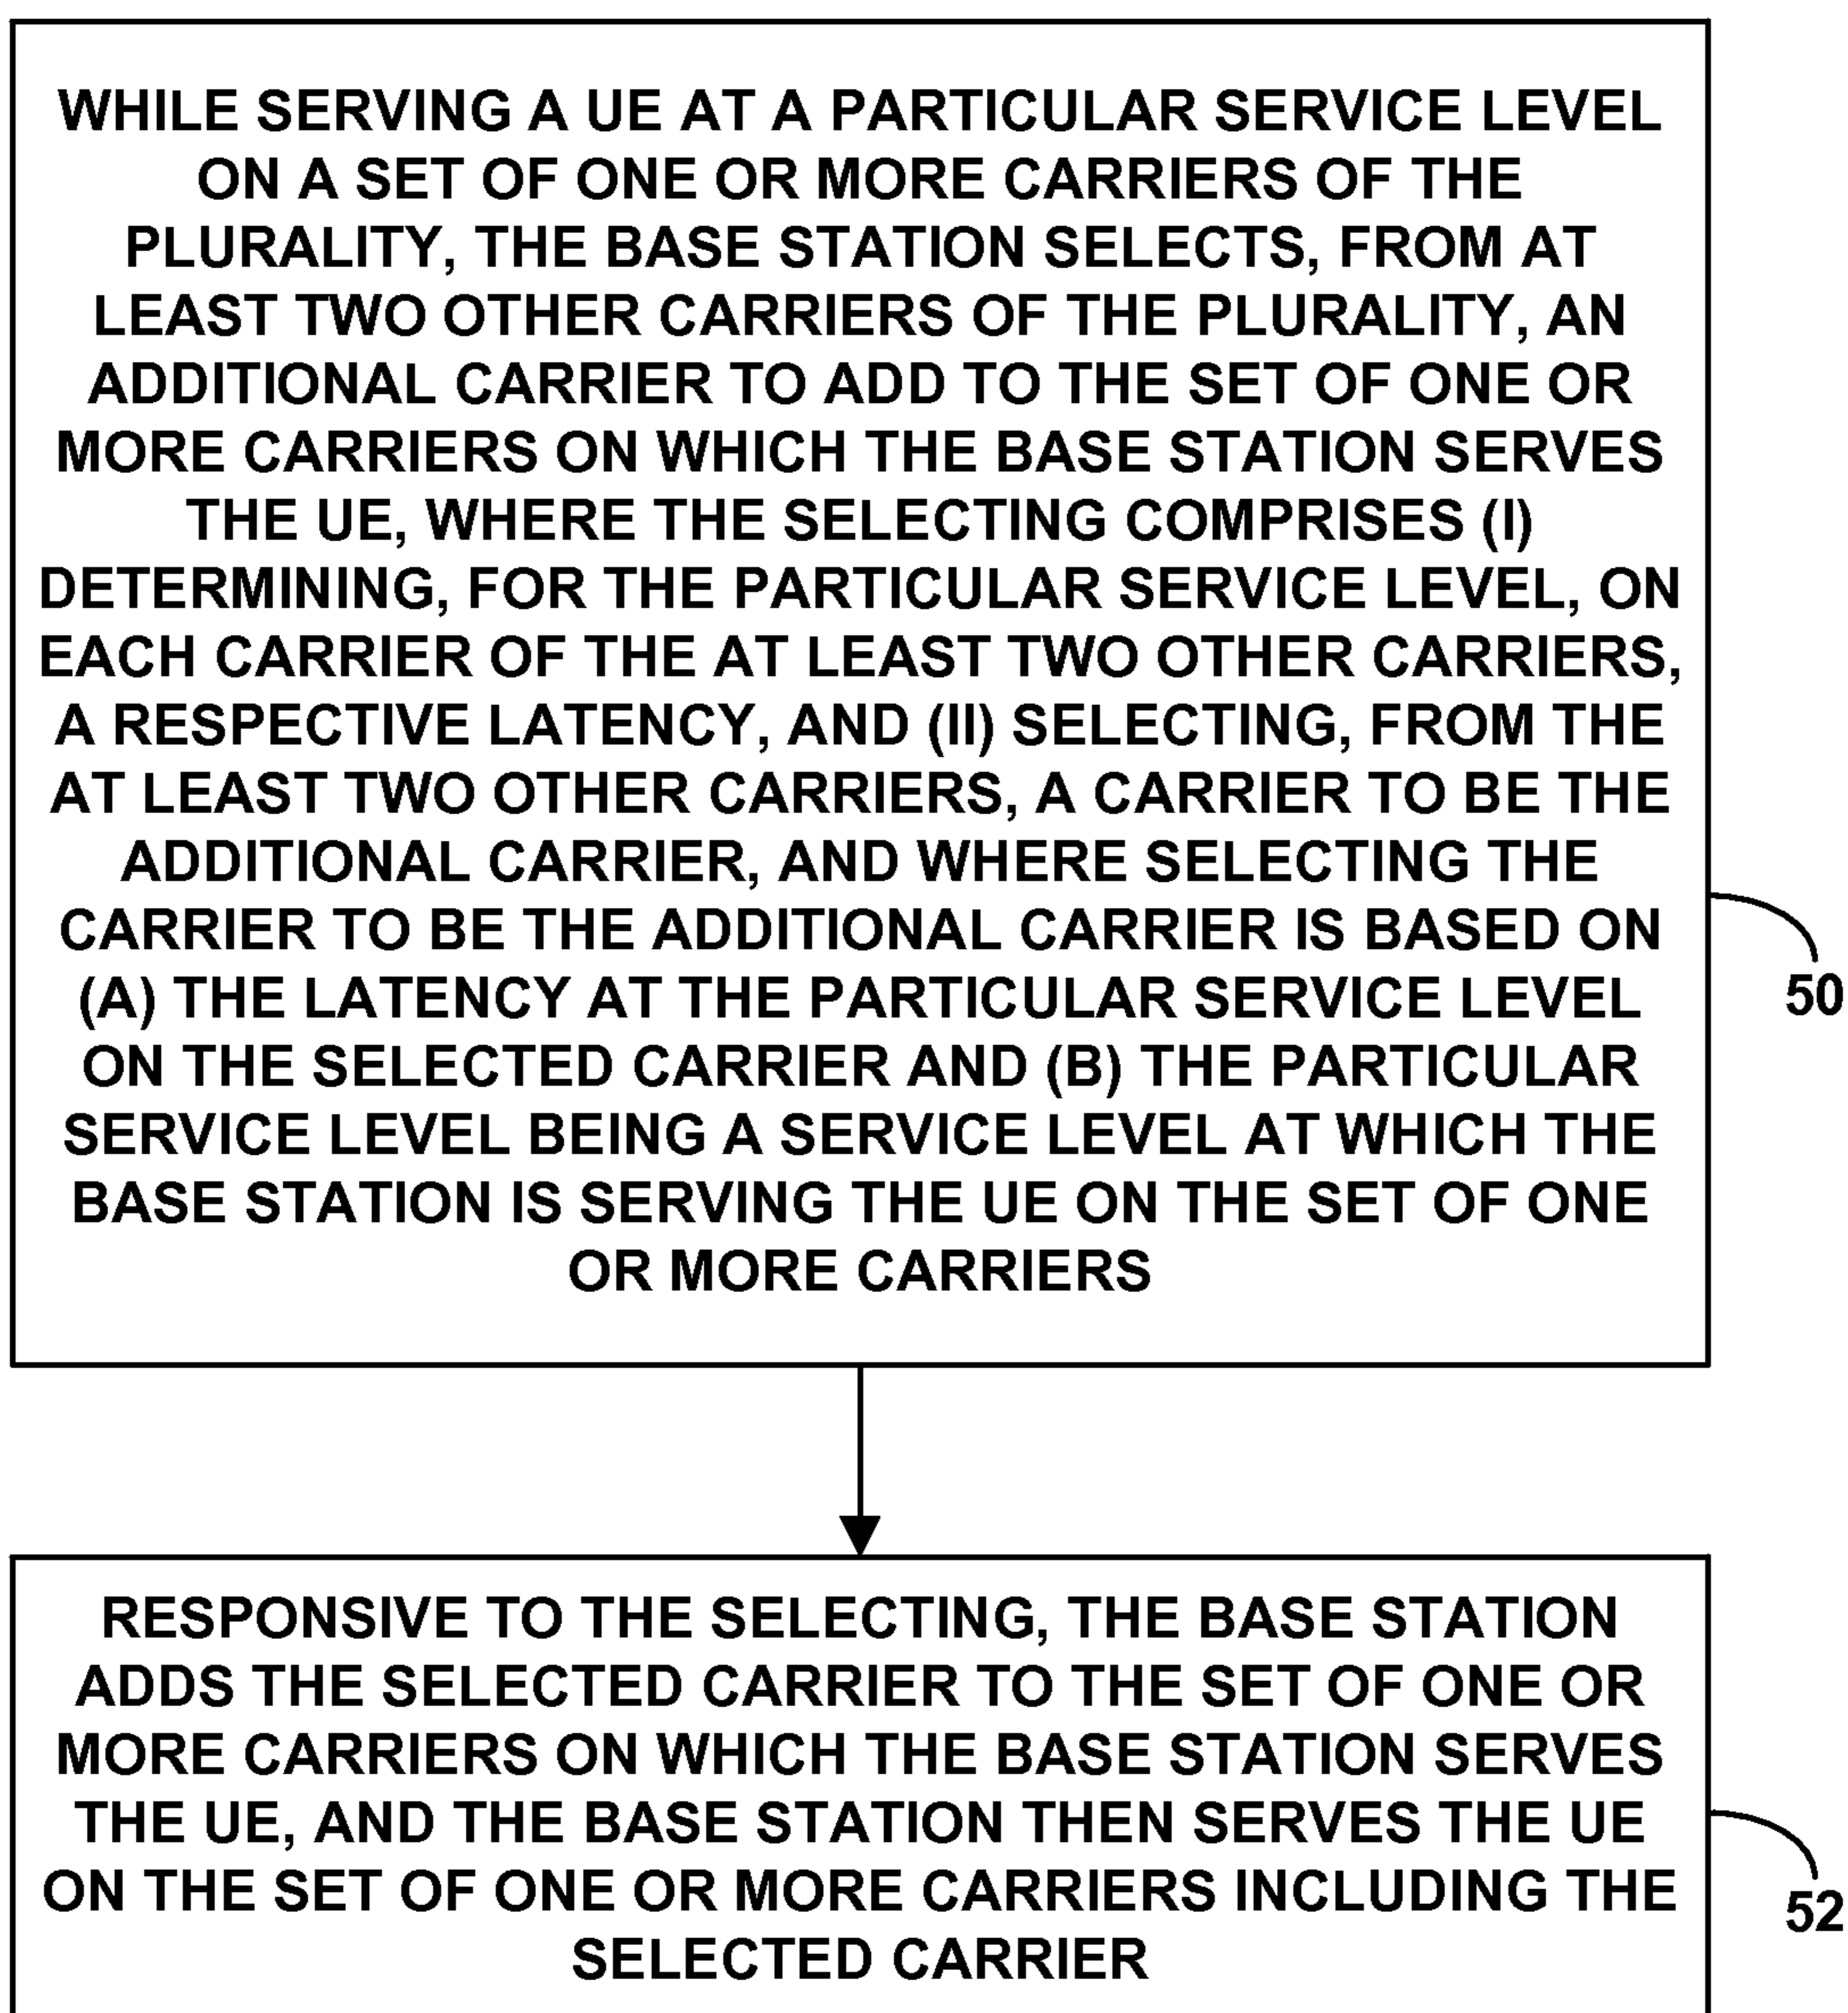 WHILE SERVING A UE AT A PARTICULAR SERVICE LEVEL
ON A SET OF ONE OR MORE CARRIERS OF THE
PLURALITY, THE BASE STATION SELECTS, FROM AT
LEAST TWO OTHER CARRIERS OF THE PLURALITY, AN
ADDITIONAL CARRIER TO ADD TO THE SET OF ONE OR
MORE CARRIERS ON WHICH THE BASE STATION SERVES
THE UE, WHERE THE SELECTING COMPRISES (I)
DETERMINING, FOR THE PARTICULAR SERVICE LEVEL, ON
EACH CARRIER OF THE AT LEAST TWO OTHER CARRIERS,
A RESPECTIVE LATENCY, AND (II) SELECTING, FROM THE
AT LEAST TWO OTHER CARRIERS, A CARRIER TO BE THE
ADDITIONAL CARRIER, AND WHERE SELECTING THE
CARRIER TO BE THE ADDITIONAL CARRIER IS BASED ON
(A) THE LATENCY AT THE PARTICULAR SERVICE LEVEL
ON THE SELECTED CARRIER AND (B) THE PARTICULAR
SERVICE LEVEL BEING A SERVICE LEVEL AT WHICH THE
BASE STATION IS SERVING THE UE ON THE SET OF ONE
OR MORE CARRIERS
50
RESPONSIVE TO THE SELECTING, THE BASE STATION
ADDS THE SELECTED CARRIER TO THE SET OF ONE OR
MORE CARRIERS ON WHICH THE BASE STATION SERVES
THE UE, AND THE BASE STATION THEN SERVES THE UE
ON THE SET OF ONE OR MORE CARRIERS INCLUDING THE
SELECTED CARRIER
52